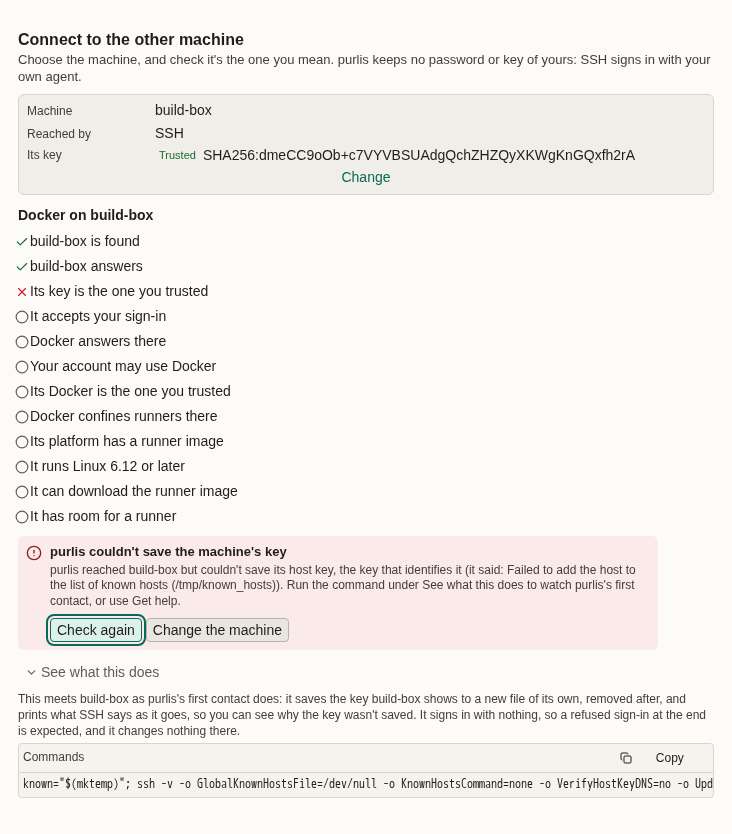 Connect to the other machine
Choose the machine, and check it's the one you mean. purlis keeps no password or key of yours: SSH signs in with your
own agent.
Machine build-box
Reached by SSH
Its key Trusted SHA256:dmeCC9oOb+c7VYVBSUAdgQchZHZQyXKWgKnGQxfh2rA
Change
Docker on build-box
build-box is found
build-box answers
Its key is the one you trusted
It accepts your sign-in
Docker answers there
Your account may use Docker
Its Docker is the one you trusted
Docker confines runners there
Its platform has a runner image
It runs Linux 6.12 or later
It can download the runner image
It has room for a runner
purlis couldn't save the machine's key
purlis reached build-box but couldn't save its host key, the key that identifies it (it said: Failed to add the host to
the list of known hosts (/tmp/known_hosts)). Run the command under See what this does to watch purlis's first
contact, or use Get help.
Check again Change the machine
See what this does
This meets build-box as purlis's first contact does: it saves the key build-box shows to a new file of its own, removed after, and
prints what SSH says as it goes, so you can see why the key wasn't saved. It signs in with nothing, so a refused sign-in at the end
is expected, and it changes nothing there.
Commands Copy
known="$(mktemp)"; ssh -v -o GlobalKnownHostsFile=/dev/null -o KnownHostsCommand=none -o VerifyHostKeyDNS=no -o Upd